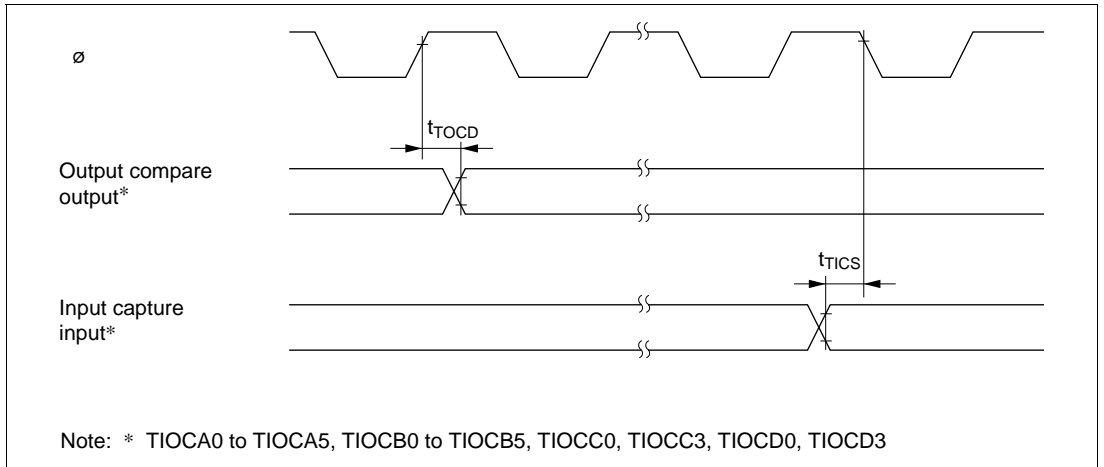 ø
tTOCD
Output compare
output*
tTICS
Input capture
input*
Note: * TIOCA0 to TIOCA5, TIOCB0 to TIOCB5, TIOCC0, TIOCC3, TIOCD0, TIOCD3